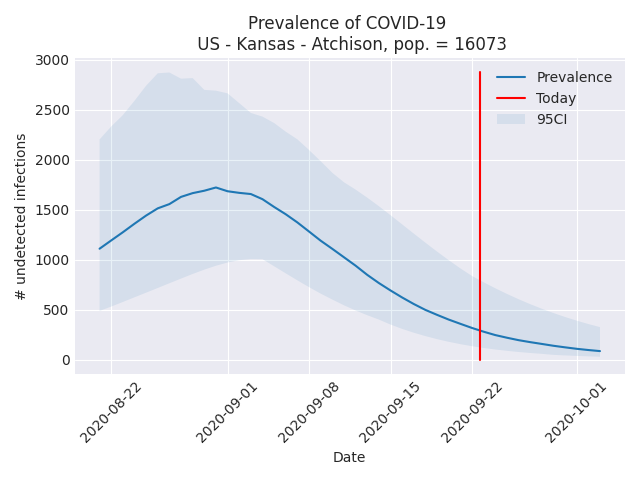 Prevalence of COVID-19
US - Kansas - Atchison, pop. = 16073
3000
2500
2000
1500
1000
500
0
# undetected infections
Prevalence
Today
95CI
2020-08-22
2020-09-01
2020-09-08
2020-09-15
2020-09-22
2020-10-01
Date